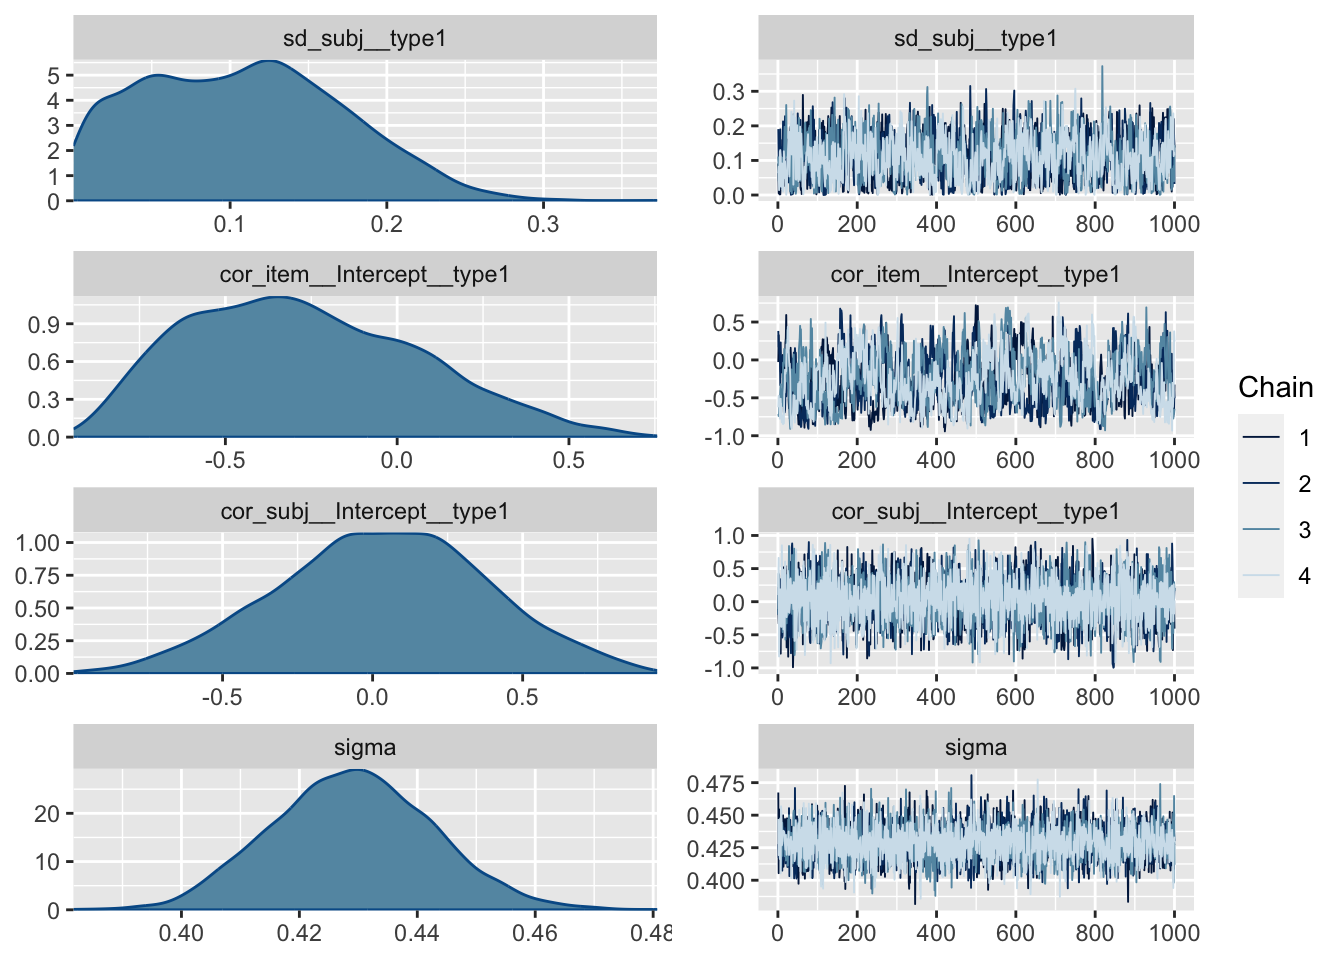 sd_subj__type1
5
4
3
2
1
0
0.1 0.2 0.3
sd_subj__type1
0.3
0.2
0.1
0.0
0 200 400 600 800 1000
cor_item__Intercept__type1
0.9
0.6
0.3
0.0
-0.5 0.0 0.5
cor_item__Intercept__type1
0.5
0.0
-0.5
-1.0
0 200 400 600 800 1000
cor_subj__Intercept__type1
1.00
0.75
0.50
0.25
0.00
-0.5 0.0 0.5
cor_subj__Intercept__type1
1.0
0.5
0.0
-0.5
-1.0
0 200 400 600 800 1000
sigma
20
10
0
0.40 0.42 0.44 0.46 0.48
sigma
0.475
0.450
0.425
0.400
0 200 400 600 800 1000
Chain
1
2
3
4